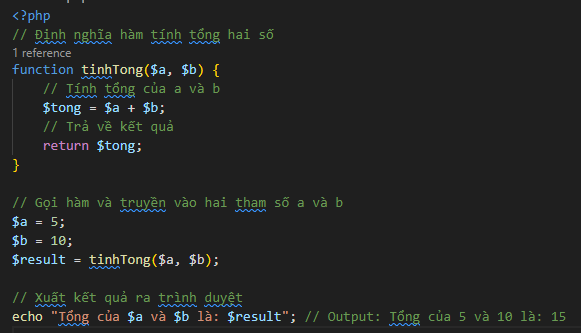 <?php
// Định nghĩa hàm tính tổng hai số
1 reference
function tinhTong($a, $b) {
    // Tính tổng của a và b
    $tong = $a + $b;
    // Trả về kết quả
    return $tong;
}
// Gọi hàm và truyền vào hai tham số a và b
$a = 5;
$b = 10;
$result = tinhTong($a, $b);
// Xuất kết quả ra trình duyệt
echo "Tổng của $a và $b là: $result"; // Output: Tổng của 5 và 10 là: 15